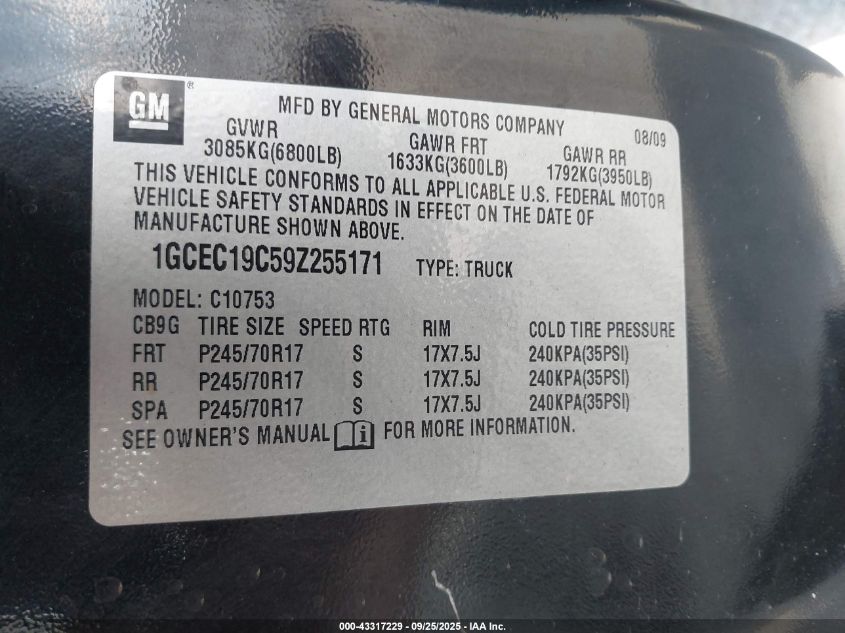 GM ®
MFD BY GENERAL MOTORS COMPANY 08/09
GVWR GAWR FRT GAWR RR
3085KG(6800LB) 1633KG(3600LB) 1792KG(3950LB)
THIS VEHICLE CONFORMS TO ALL APPLICABLE U.S. FEDERAL MOTOR
VEHICLE SAFETY STANDARDS IN EFFECT ON THE DATE OF
MANUFACTURE SHOWN ABOVE.
1GCEC19C59Z255171 TYPE: TRUCK
MODEL: C10753
CB9G TIRE SIZE SPEED RTG RIM COLD TIRE PRESSURE
FRT P245/70R17 S 17X7.5J 240KPA(35PSI)
RR P245/70R17 S 17X7.5J 240KPA(35PSI)
SPA P245/70R17 S 17X7.5J 240KPA(35PSI)
SEE OWNER'S MANUAL i FOR MORE INFORMATION.
000-43317229 - 09/25/2025 - IAA Inc.